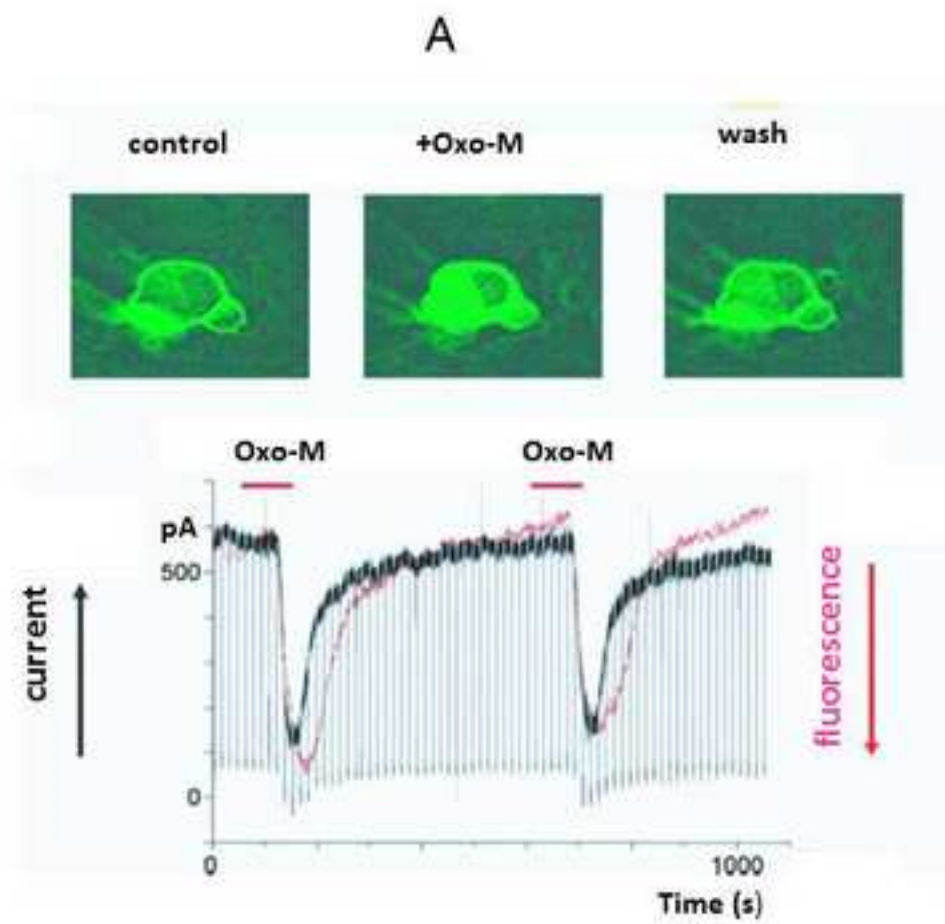 A
control +Oxo-M wash
Oxo-M Oxo-M
pA
500
0
0 1000
Time (s)
current
fluorescence